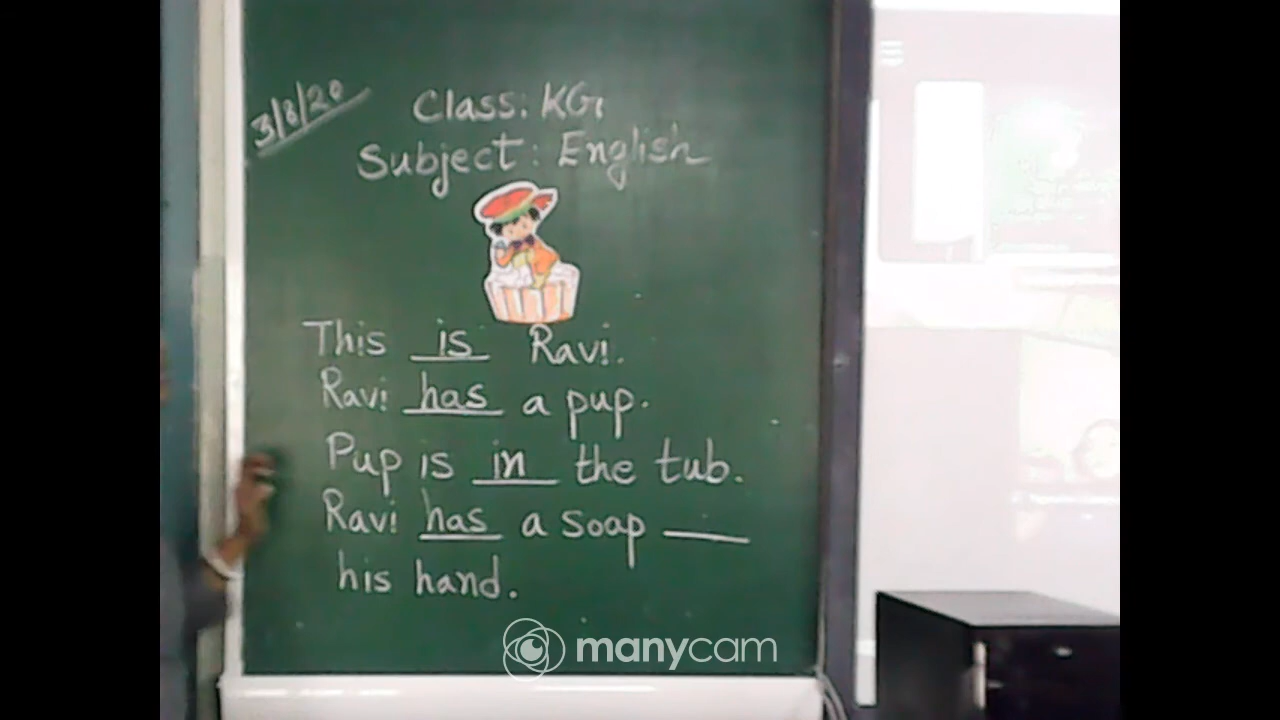 3/8/20
Class: KG1
Subject: English
This is Ravi.
Ravi has a pup.
Pup is in the tub.
Ravi has a soap ___
his hand.
manycam